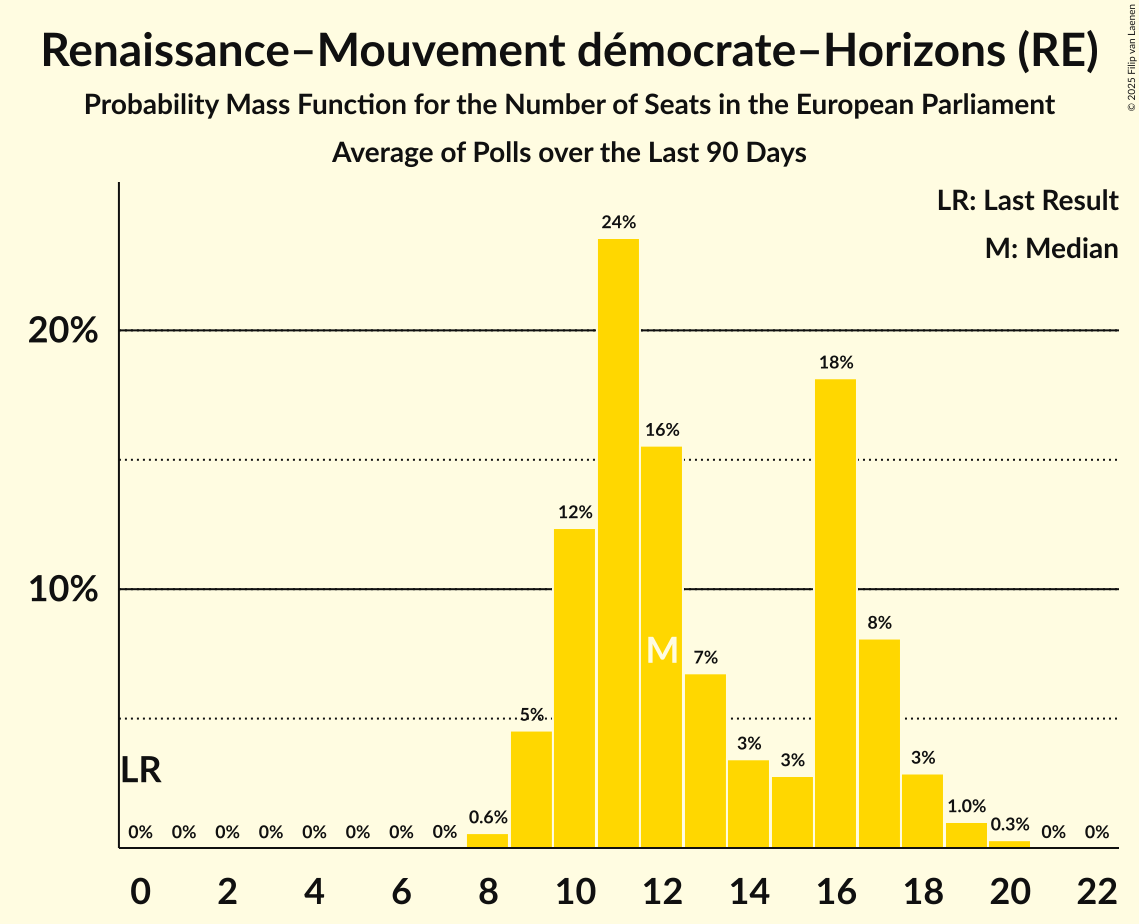 Renaissance–Mouvement démocrate–Horizons (RE)
Probability Mass Function for the Number of Seats in the European Parliament
Average of Polls over the Last 90 Days
© 2025 Filip van Laenen
LR: Last Result
M: Median
24%
20%
18%
16%
12%
10%
8%
M
7%
5%
3%
3%
3%
LR
1.0%
0.6%
0.3%
0% 0% 0% 0% 0% 0% 0% 0% 0% 0%
0 2 4 6 8 10 12 14 16 18 20 22